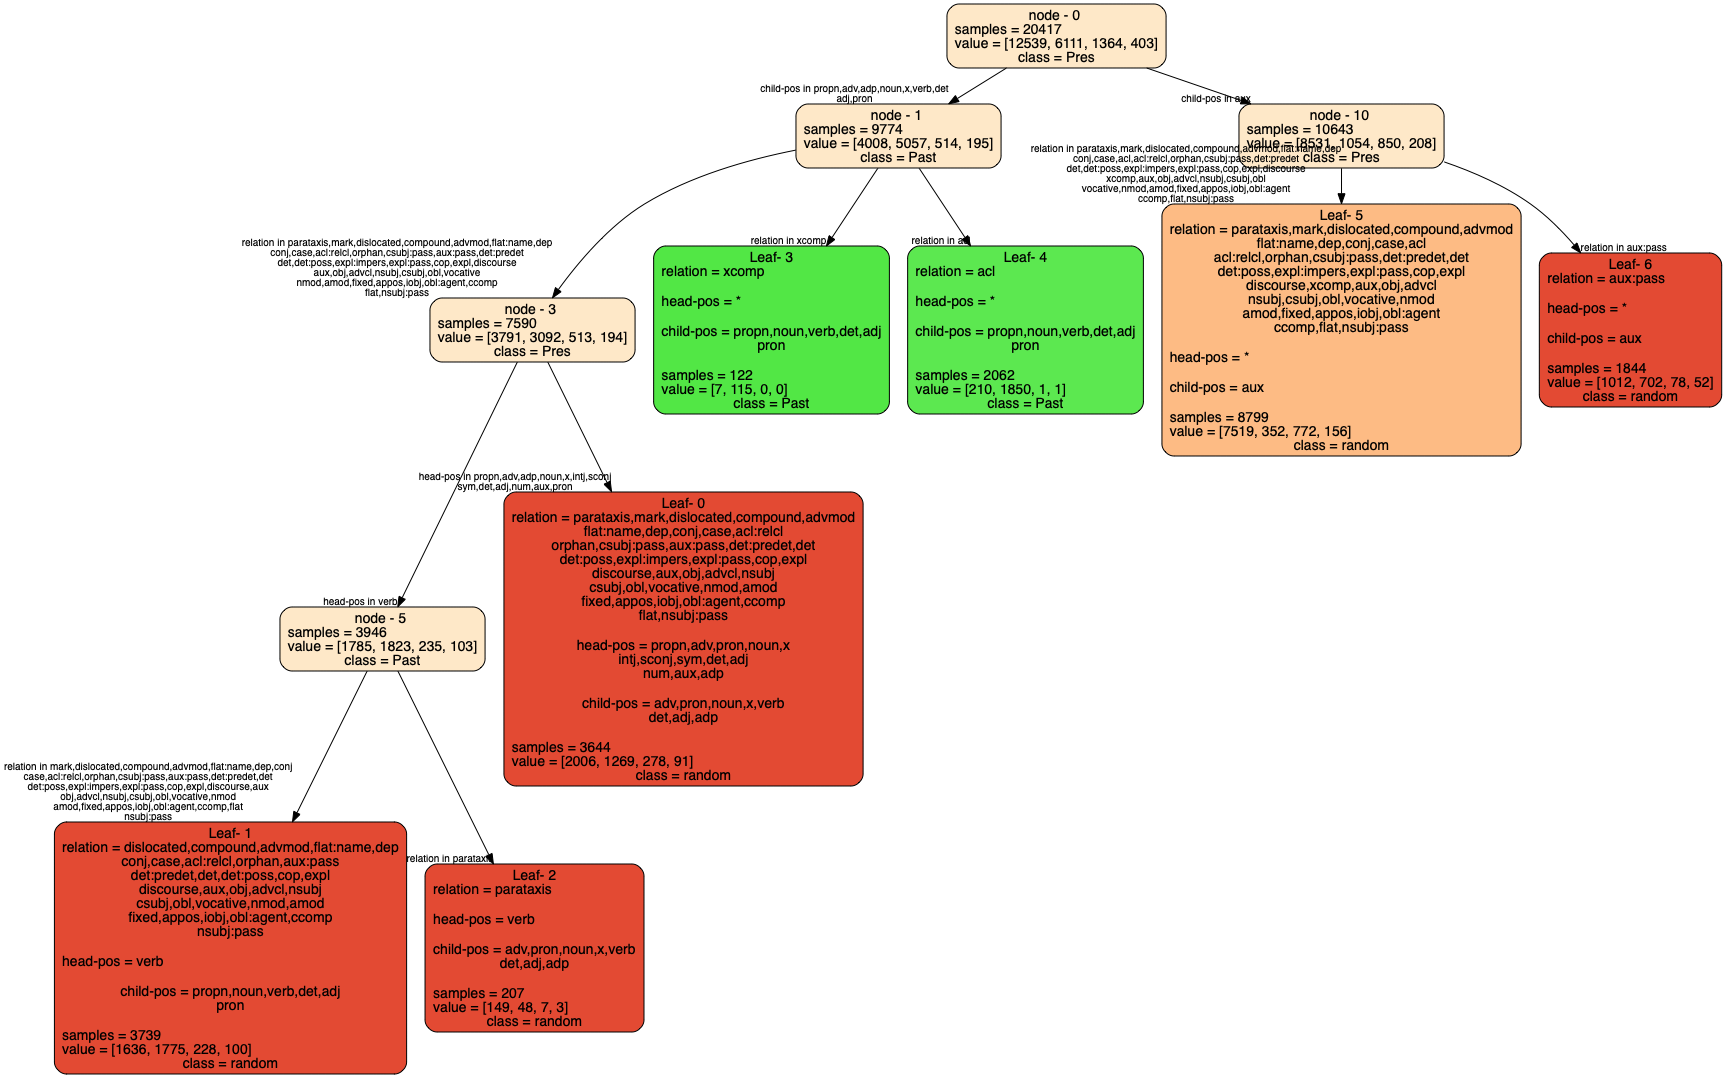 node - 0
samples = 20417
value = [12539, 6111, 1364, 403]
class = Pres
child-pos in propn,adv,adp,noun,x,verb,det
adj,pron
child-pos in aux
node - 1
samples = 9774
value = [4008, 5057, 514, 195]
class = Past
node - 10
samples = 10643
value = [8531, 1054, 850, 208]
class = Pres
relation in parataxis,mark,dislocated,compound,advmod,flat:name,dep
conj,case,acl,acl:relcl,orphan,csubj:pass,det:predet
det,det:poss,expl:impers,expl:pass,cop,expl,discourse
xcomp,aux,obj,advcl,nsubj,csubj,obl
vocative,nmod,amod,fixed,appos,iobj,obl:agent
ccomp,flat,nsubj:pass
relation in parataxis,mark,dislocated,compound,advmod,flat:name,dep
conj,case,acl:relcl,orphan,csubj:pass,aux:pass,det:predet
det,det:poss,expl:impers,expl:pass,cop,expl,discourse
aux,obj,advcl,nsubj,csubj,obl,vocative
nmod,amod,fixed,appos,iobj,obl:agent,ccomp
flat,nsubj:pass
relation in xcomp
relation in acl
relation in aux:pass
node - 3
samples = 7590
value = [3791, 3092, 513, 194]
class = Pres
Leaf- 3
relation = xcomp
head-pos = *
child-pos = propn,noun,verb,det,adj
pron
samples = 122
value = [7, 115, 0, 0]
class = Past
Leaf- 4
relation = acl
head-pos = *
child-pos = propn,noun,verb,det,adj
pron
samples = 2062
value = [210, 1850, 1, 1]
class = Past
Leaf- 5
relation = parataxis,mark,dislocated,compound,advmod
flat:name,dep,conj,case,acl
acl:relcl,orphan,csubj:pass,det:predet,det
det:poss,expl:impers,expl:pass,cop,expl
discourse,xcomp,aux,obj,advcl
nsubj,csubj,obl,vocative,nmod
amod,fixed,appos,iobj,obl:agent
ccomp,flat,nsubj:pass
head-pos = *
child-pos = aux
samples = 8799
value = [7519, 352, 772, 156]
class = random
Leaf- 6
relation = aux:pass
head-pos = *
child-pos = aux
samples = 1844
value = [1012, 702, 78, 52]
class = random
head-pos in verb
head-pos in propn,adv,adp,noun,x,intj,sconj
sym,det,adj,num,aux,pron
node - 5
samples = 3946
value = [1785, 1823, 235, 103]
class = Past
Leaf- 0
relation = parataxis,mark,dislocated,compound,advmod
flat:name,dep,conj,case,acl:relcl
orphan,csubj:pass,aux:pass,det:predet,det
det:poss,expl:impers,expl:pass,cop,expl
discourse,aux,obj,advcl,nsubj
csubj,obl,vocative,nmod,amod
fixed,appos,iobj,obl:agent,ccomp
flat,nsubj:pass
head-pos = propn,adv,pron,noun,x
intj,sconj,sym,det,adj
num,aux,adp
child-pos = adv,pron,noun,x,verb
det,adj,adp
samples = 3644
value = [2006, 1269, 278, 91]
class = random
relation in mark,dislocated,compound,advmod,flat:name,dep,conj
case,acl:relcl,orphan,csubj:pass,aux:pass,det:predet,det
det:poss,expl:impers,expl:pass,cop,expl,discourse,aux
obj,advcl,nsubj,csubj,obl,vocative,nmod
amod,fixed,appos,iobj,obl:agent,ccomp,flat
nsubj:pass
relation in parataxis
Leaf- 1
relation = dislocated,compound,advmod,flat:name,dep
conj,case,acl:relcl,orphan,aux:pass
det:predet,det,det:poss,cop,expl
discourse,aux,obj,advcl,nsubj
csubj,obl,vocative,nmod,amod
fixed,appos,iobj,obl:agent,ccomp
nsubj:pass
head-pos = verb
child-pos = propn,noun,verb,det,adj
pron
samples = 3739
value = [1636, 1775, 228, 100]
class = random
Leaf- 2
relation = parataxis
head-pos = verb
child-pos = adv,pron,noun,x,verb
det,adj,adp
samples = 207
value = [149, 48, 7, 3]
class = random